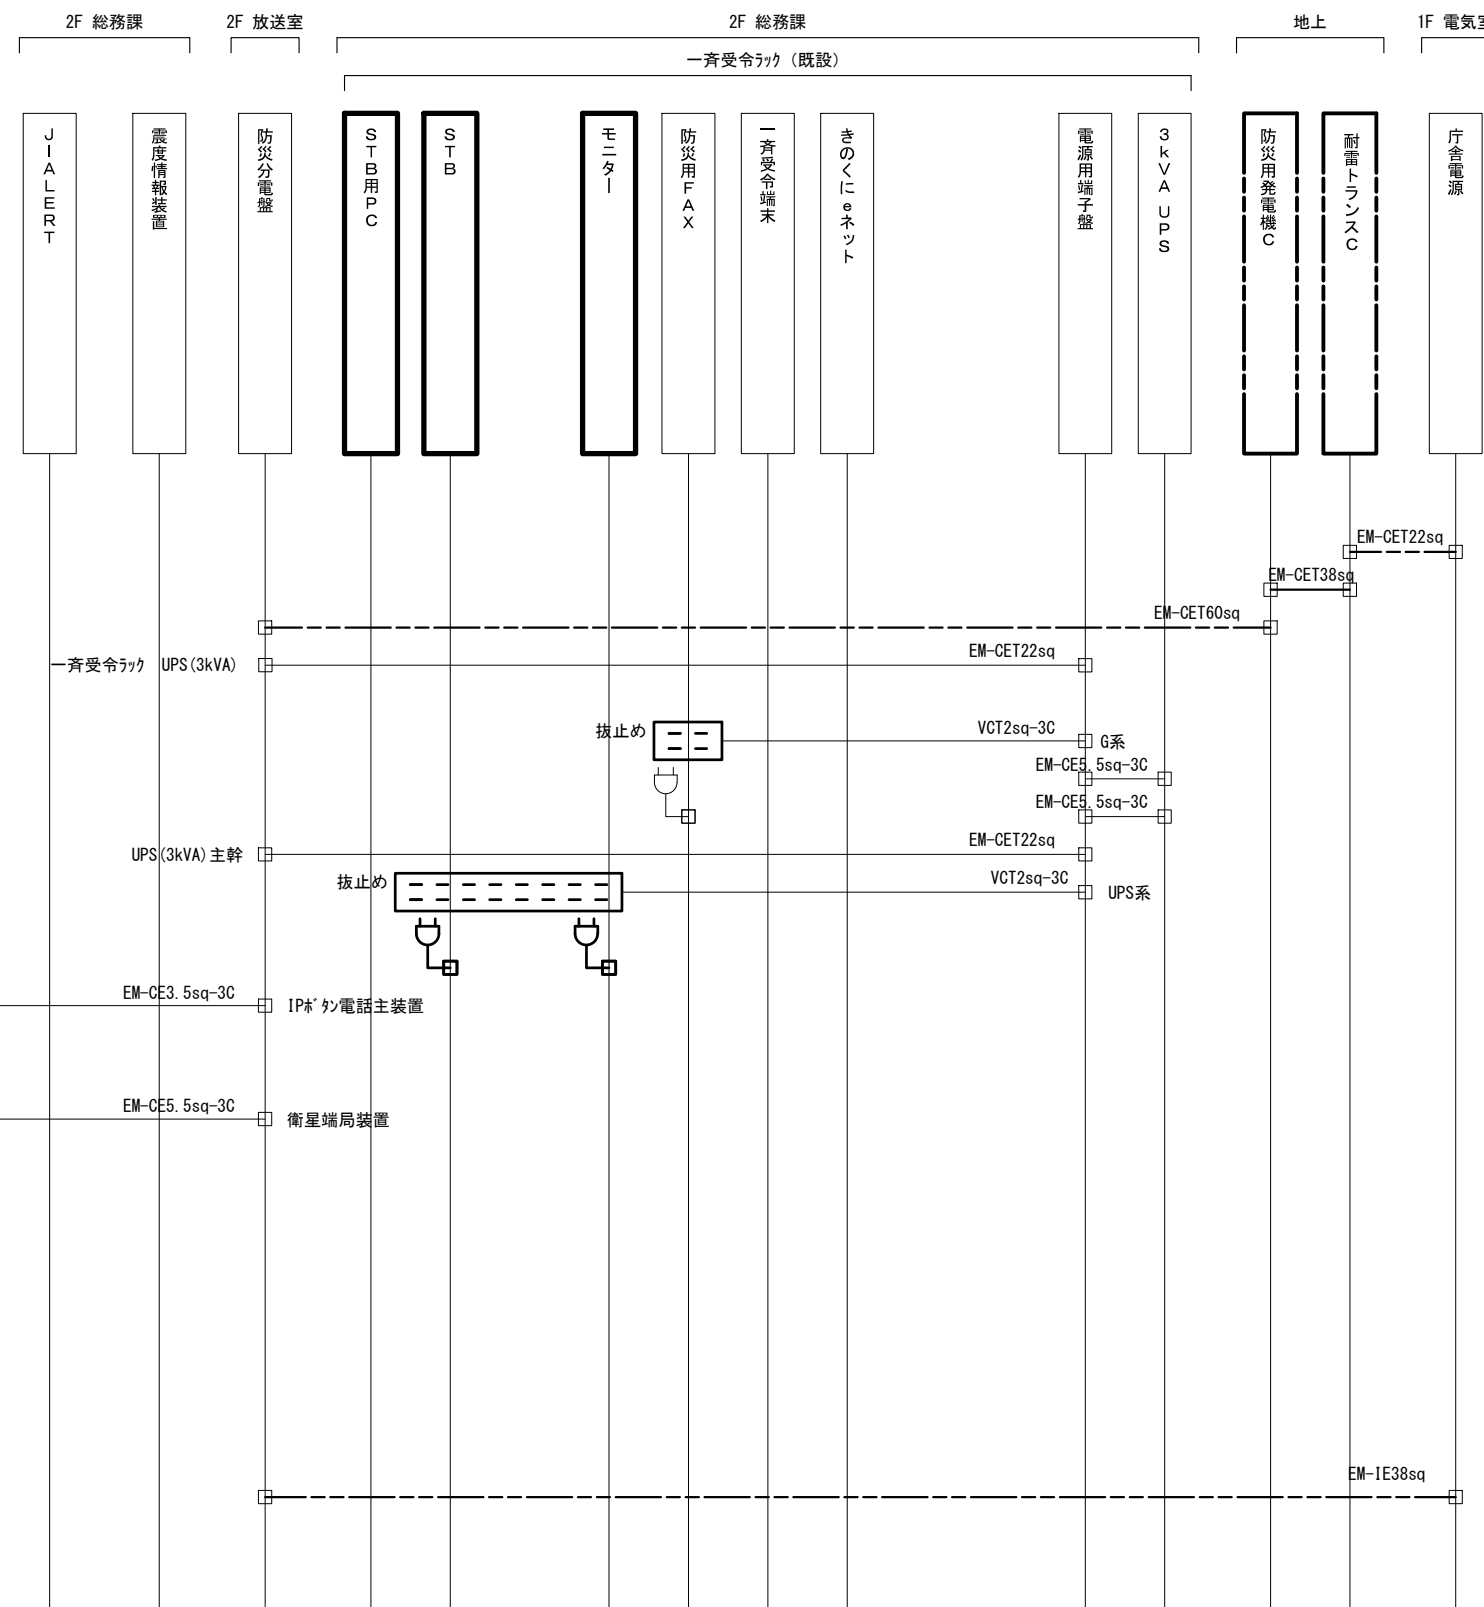 2F 総務課
2F 放送室
2F 総務課
地上
1F 電気室
一斉受令ﾗｯｸ（既設）
JIALERT
震度情報装置
防災分電盤
STB用PC
STB
モニター
防災用FAX
一斉受令端末
きのくにeネット
電源用端子盤
3kVA UPS
防災用発電機C
耐雷トランスC
庁舎電源
EM-CET22sq
EM-CET38sq
EM-CET60sq
一斉受令ﾗｯｸ UPS(3kVA)
EM-CET22sq
抜止め
VCT2sq-3C
G系
EM-CE5.5sq-3C
EM-CE5.5sq-3C
UPS(3kVA)主幹
EM-CET22sq
抜止め
VCT2sq-3C
UPS系
EM-CE3.5sq-3C
IPﾎﾞﾀﾝ電話主装置
EM-CE5.5sq-3C
衛星端局装置
EM-IE38sq